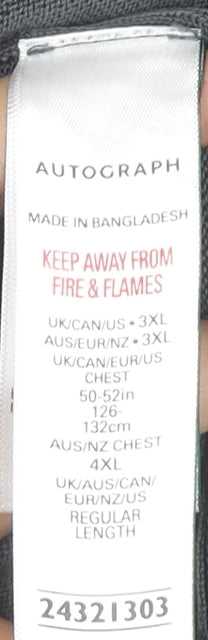 AUTOGRAPH
MADE IN BANGLADESH
KEEP AWAY FROM
FIRE & FLAMES
UK/CAN/US • 3XL
AUS/EUR/NZ • 3XL
UK/CAN/EUR/US
CHEST
50-52in
126-
132cm
AUS/NZ CHEST
4XL
UK/AUS/CAN/
EUR/NZ/US
REGULAR
LENGTH
24321303